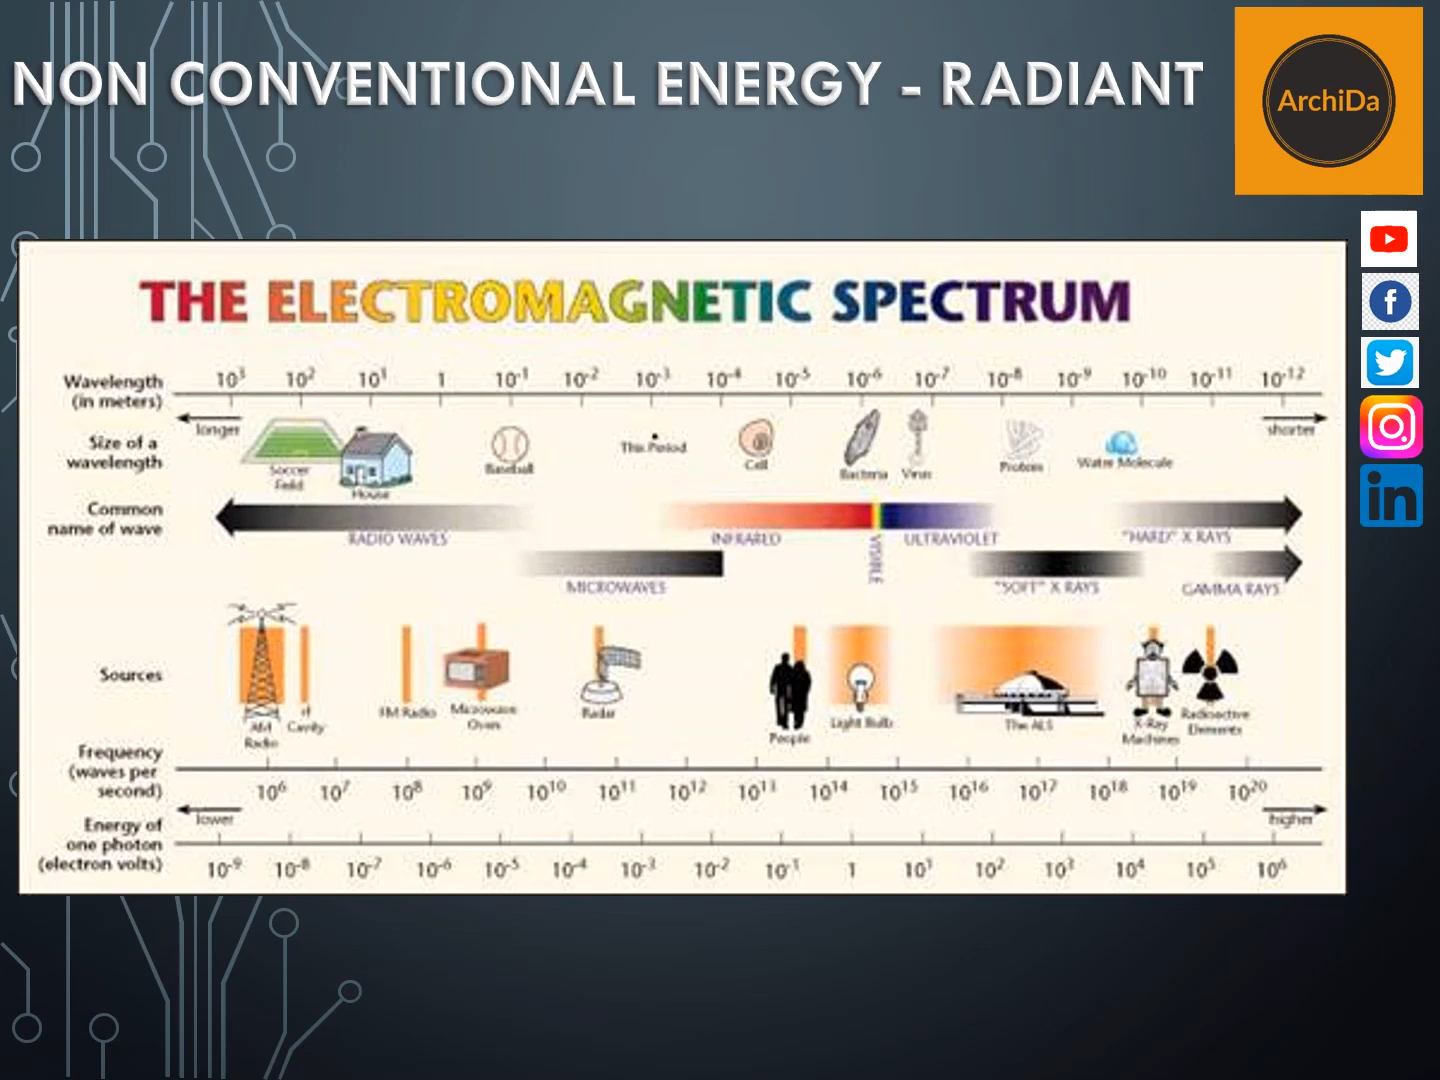 NON CONVENTIONAL ENERGY - RADIANT
ArchiDa
THE ELECTROMAGNETIC SPECTRUM
Wavelength (in meters)
10³ 10² 10¹ 1 10⁻¹ 10⁻² 10⁻³ 10⁻⁴ 10⁻⁵ 10⁻⁶ 10⁻⁷ 10⁻⁸ 10⁻⁹ 10⁻¹⁰ 10⁻¹¹ 10⁻¹²
longer
shorter
Size of a wavelength
Soccer Field
House
Baseball
This Period
Cell
Bacteria
Virus
Protein
Water Molecule
Common name of wave
RADIO WAVES
INFRARED
VISIBLE
ULTRAVIOLET
"HARD" X RAYS
MICROWAVES
"SOFT" X RAYS
GAMMA RAYS
Sources
AM Radio
rf Cavity
FM Radio
Microwave Oven
Radar
People
Light Bulb
The ALS
X-Ray Machines
Radioactive Elements
Frequency (waves per second)
10⁶ 10⁷ 10⁸ 10⁹ 10¹⁰ 10¹¹ 10¹² 10¹³ 10¹⁴ 10¹⁵ 10¹⁶ 10¹⁷ 10¹⁸ 10¹⁹ 10²⁰
lower
higher
Energy of one photon (electron volts)
10⁻⁹ 10⁻⁸ 10⁻⁷ 10⁻⁶ 10⁻⁵ 10⁻⁴ 10⁻³ 10⁻² 10⁻¹ 1 10¹ 10² 10³ 10⁴ 10⁵ 10⁶
f
in